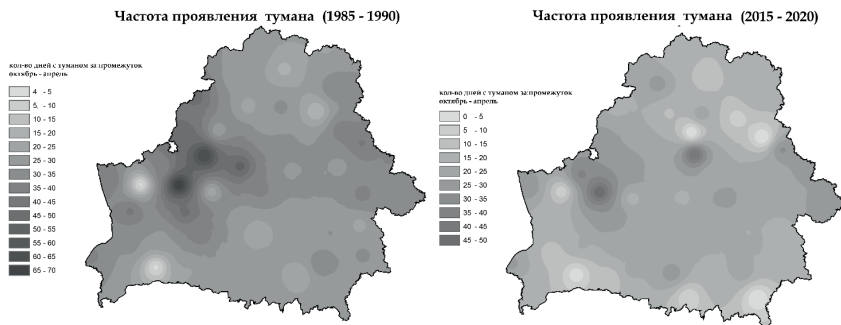 Частота проявления тумана (1985 - 1990)
кол-во дней с туманом за промежуток
октябрь - апрель
4 - 5
5, - 10
10 - 15
15 - 20
20 - 25
25 - 30
30 - 35
35 - 40
40 - 45
45 - 50
50 - 55
55 - 60
60 - 65
65 - 70
Частота проявления тумана (2015 - 2020)
кол-во дней с туманом за промежуток
октябрь - апрель
0 - 5
5 - 10
10 - 15
15 - 20
20 - 25
25 - 30
30 - 35
35 - 40
40 - 45
45 - 50